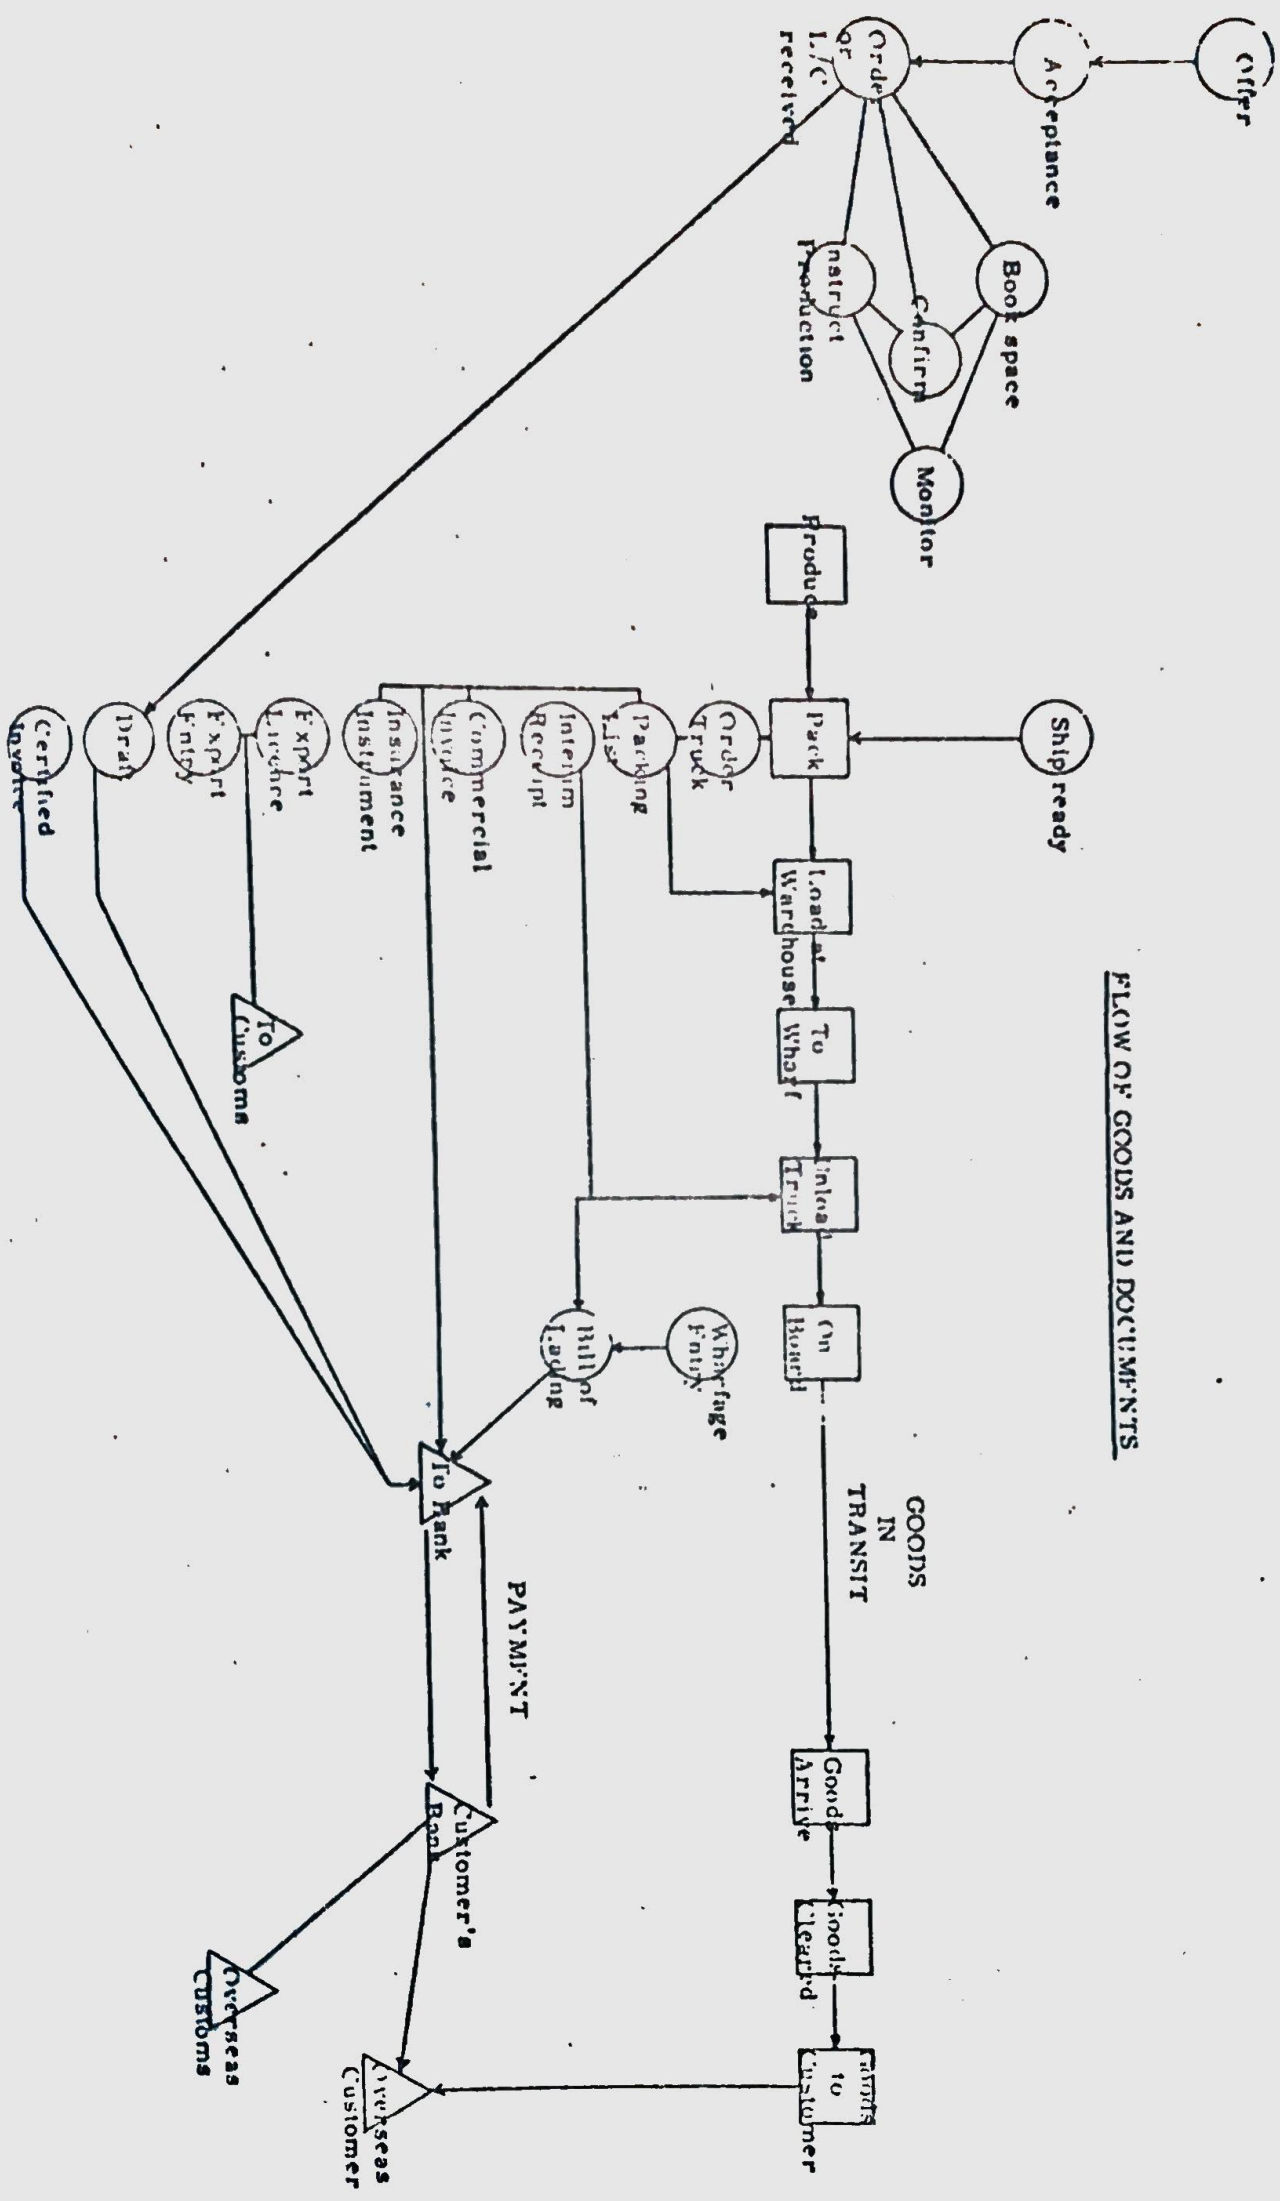 FLOW OF GOODS AND DOCUMENTS
Offer
Acceptance
Order
or
L/C
received
Book space
Confirm
Instruct
Production
Monitor
Ship ready
Produce
Pack
Load at
Warehouse
To
Wharf
Unload
Truck
On
Board
GOODS
IN
TRANSIT
Goods
Arrive
Goods
Cleared
Goods
to
Customer
Order
Truck
Packing
List
Interim
Receipt
Commercial
Invoice
Insurance
Instrument
Export
Licence
Export
Entry
Draft
Certified
Invoice
To
Customs
Wharfage
Entry
Bill of
Lading
To Bank
PAYMENT
Customer's
Bank
Overseas
Customs
Overseas
Customer